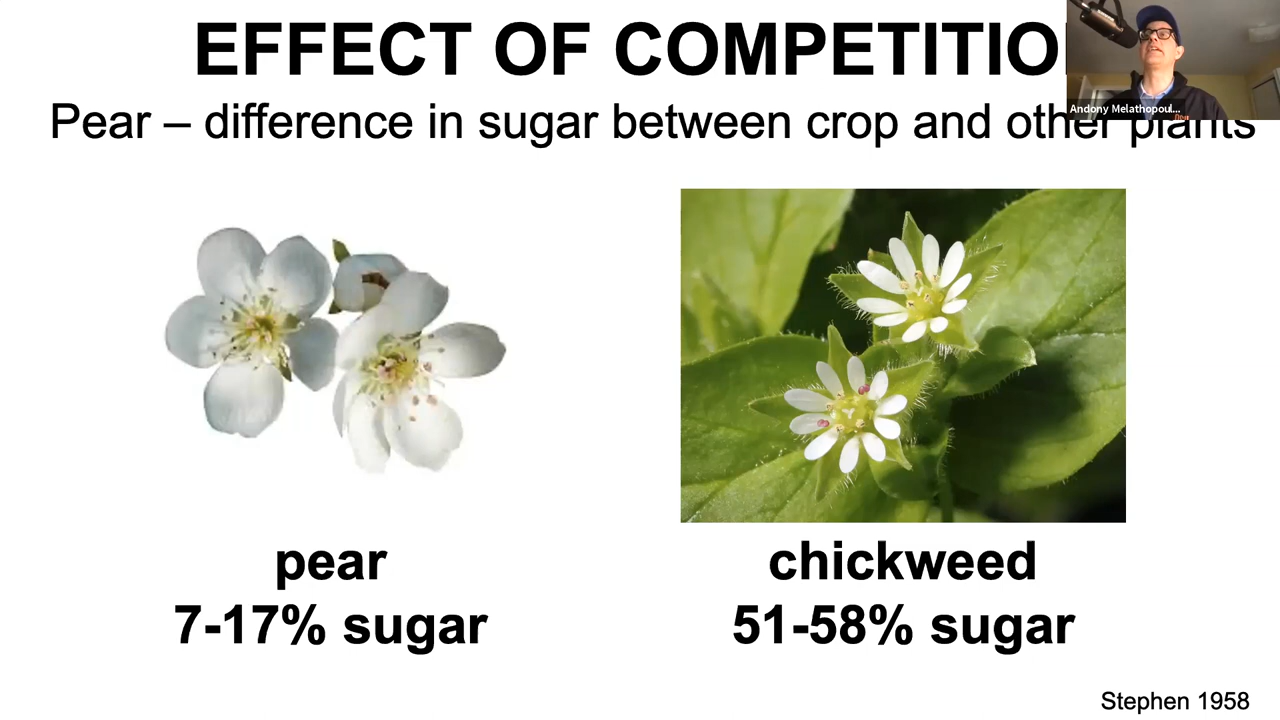 EFFECT OF COMPETITIO
Andony Melathopoul...
Pear – difference in sugar between crop and other plants
pear
7-17% sugar
chickweed
51-58% sugar
Stephen 1958